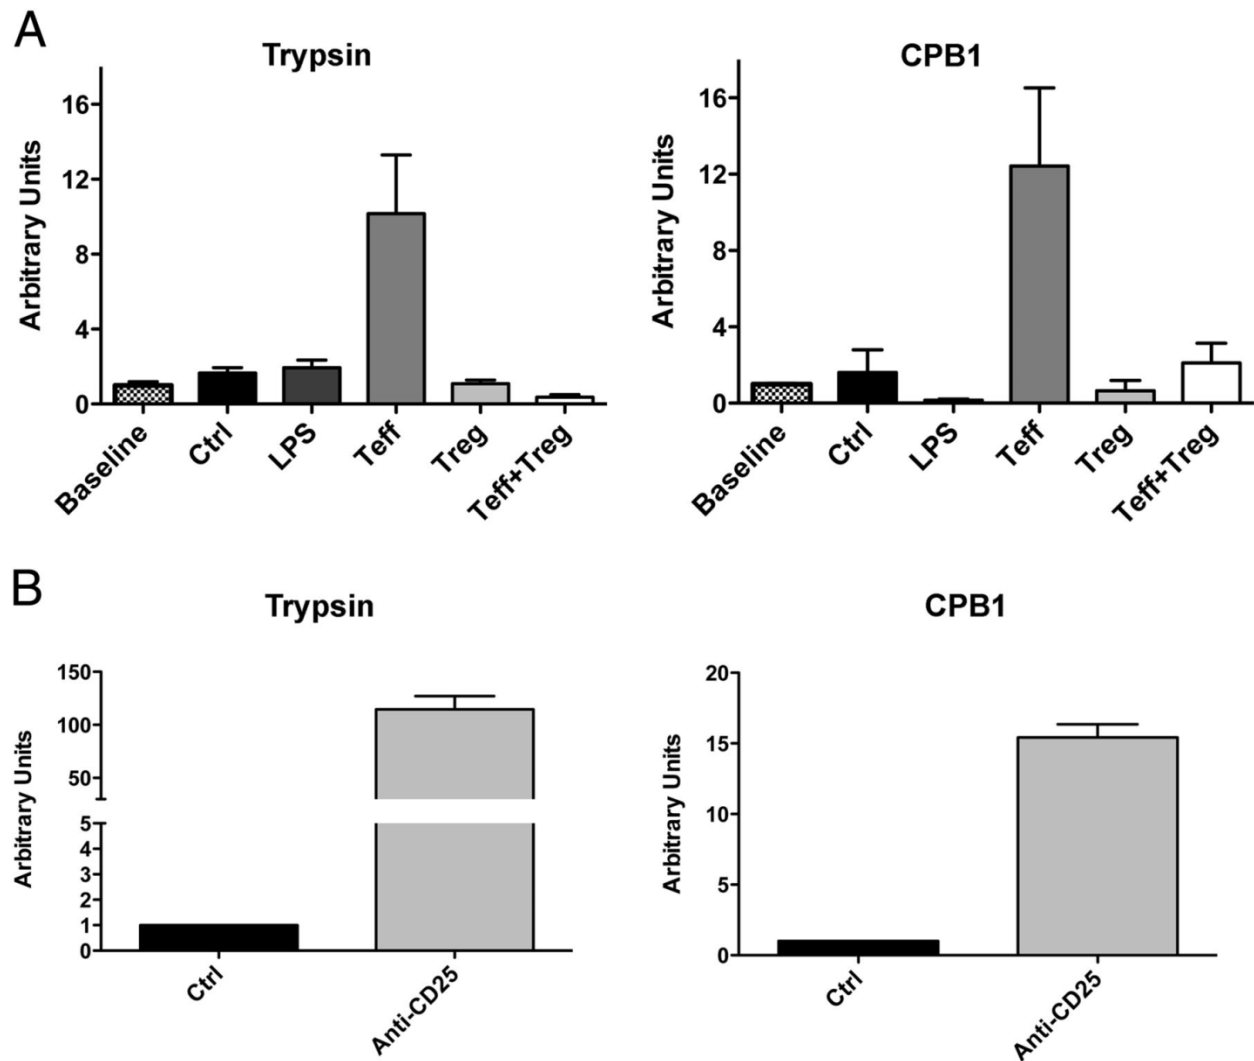 A
Trypsin
Arbitrary Units
16
12
8
4
0
Baseline
Ctrl
LPS
Teff
Treg
Teff+Treg
CPB1
Arbitrary Units
16
12
8
4
0
Baseline
Ctrl
LPS
Teff
Treg
Teff+Treg
B
Trypsin
Arbitrary Units
150
100
50
5
4
3
2
1
0
Ctrl
Anti-CD25
CPB1
Arbitrary Units
20
15
10
5
0
Ctrl
Anti-CD25